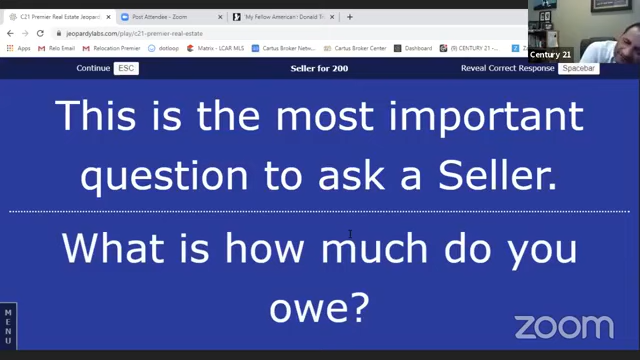 C21 Premier Real Estate Jeopard
Post Attendee - Zoom
'My Fellow American': Donald Tr
jeopardylabs.com/play/c21-premier-real-estate
Apps
M Gmail
Relo Email
Relocation Premier
dotloop
Matrix - LCAR MLS
Cartus Broker Netw...
Cartus Broker Center
Dashboard
(9) CENTURY 21...
Continue ESC
Seller for 200
Reveal Correct Response Spacebar
Century 21
This is the most important
question to ask a Seller.
What is how much do you
owe?
MENU
zoom